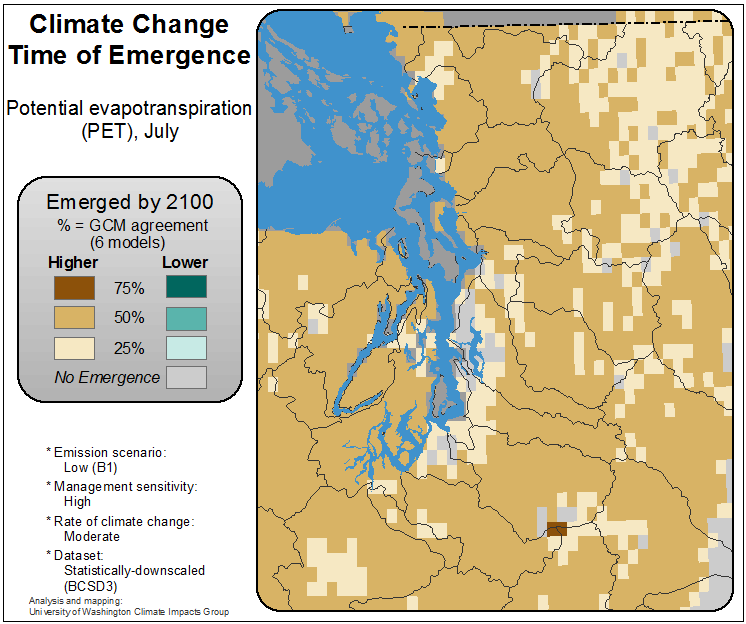 Climate Change
Time of Emergence
Potential evapotranspiration
(PET), July
Emerged by 2100
% = GCM agreement
(6 models)
Higher Lower
75%
50%
25%
No Emergence
* Emission scenario:
Low (B1)
* Management sensitivity:
High
* Rate of climate change:
Moderate
* Dataset:
Statistically-downscaled
(BCSD3)
Analysis and mapping:
University of Washington Climate Impacts Group